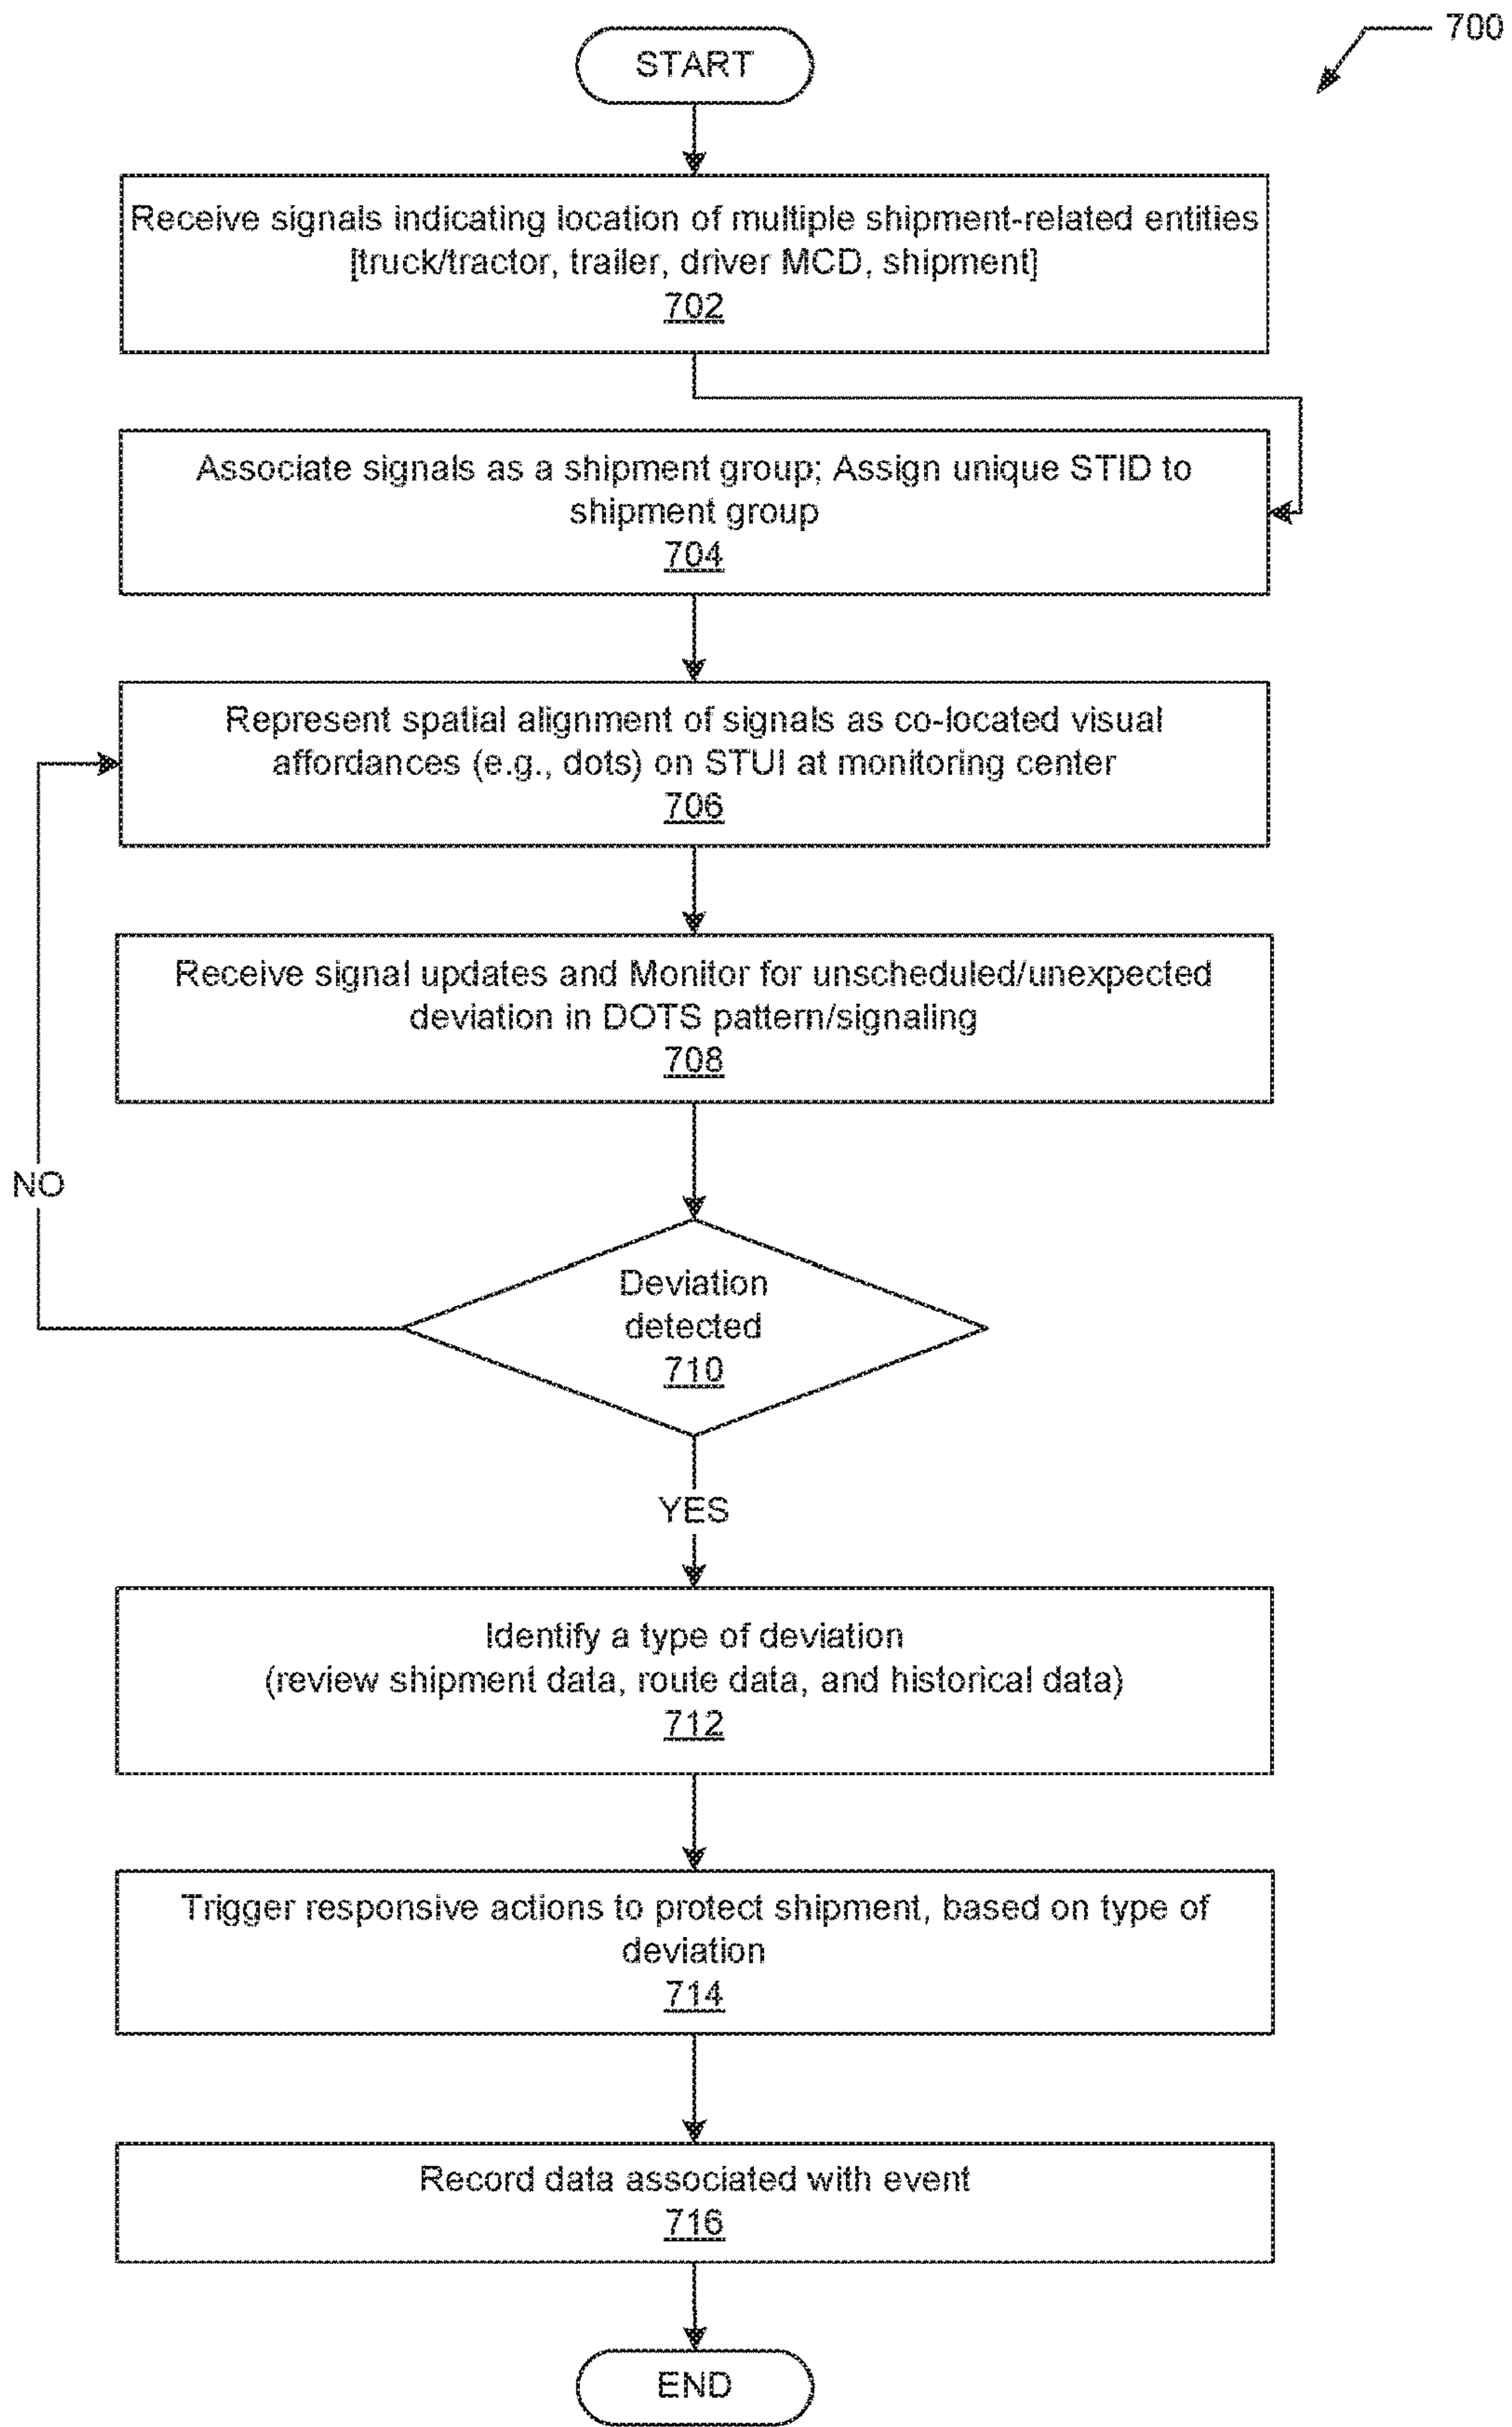 700
START
Receive signals indicating location of multiple shipment-related entities
[truck/tractor, trailer, driver MCD, shipment]
702
Associate signals as a shipment group; Assign unique STID to
shipment group
704
Represent spatial alignment of signals as co-located visual
affordances (e.g., dots) on STUI at monitoring center
706
Receive signal updates and Monitor for unscheduled/unexpected
deviation in DOTS pattern/signaling
708
NO
Deviation
detected
710
YES
Identify a type of deviation
(review shipment data, route data, and historical data)
712
Trigger responsive actions to protect shipment, based on type of
deviation
714
Record data associated with event
716
END